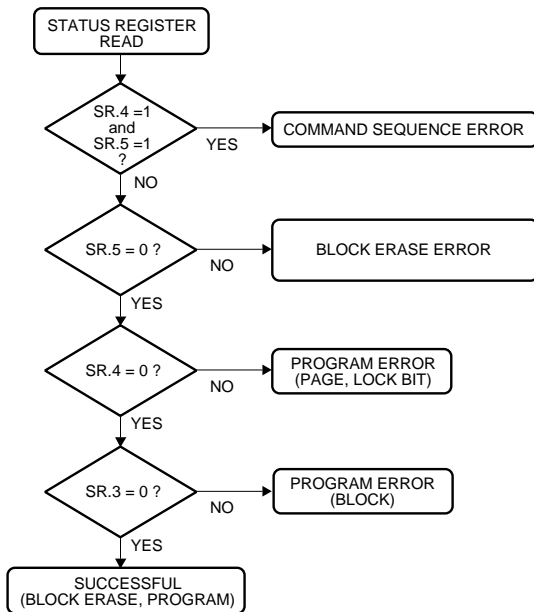 STATUS REGISTER
READ
SR.4 =1
and
SR.5 =1
?
YES
COMMAND SEQUENCE ERROR
NO
SR.5 = 0 ?
NO
BLOCK ERASE ERROR
YES
SR.4 = 0 ?
NO
PROGRAM ERROR
(PAGE, LOCK BIT)
YES
SR.3 = 0 ?
NO
PROGRAM ERROR
(BLOCK)
YES
SUCCESSFUL
(BLOCK ERASE, PROGRAM)